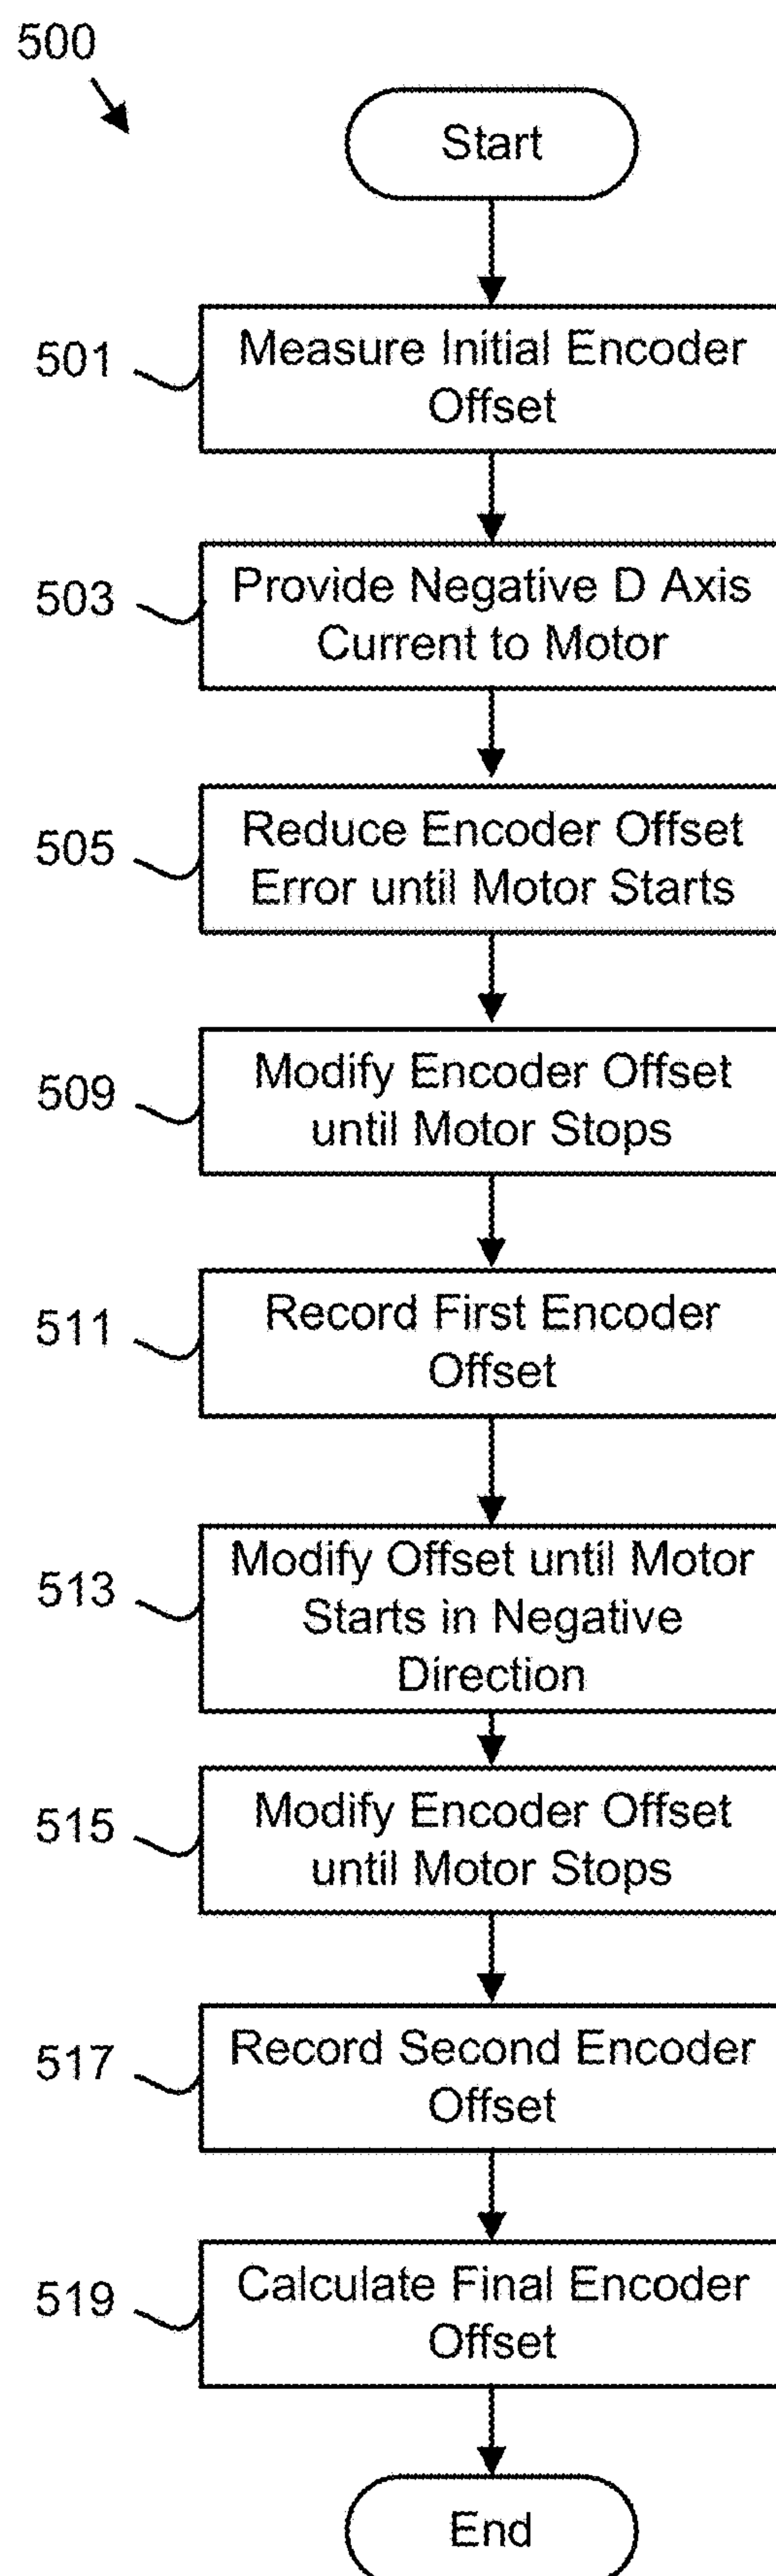 500
Start
501
Measure Initial Encoder
Offset
503
Provide Negative D Axis
Current to Motor
505
Reduce Encoder Offset
Error until Motor Starts
509
Modify Encoder Offset
until Motor Stops
511
Record First Encoder
Offset
513
Modify Offset until Motor
Starts in Negative
Direction
515
Modify Encoder Offset
until Motor Stops
517
Record Second Encoder
Offset
519
Calculate Final Encoder
Offset
End